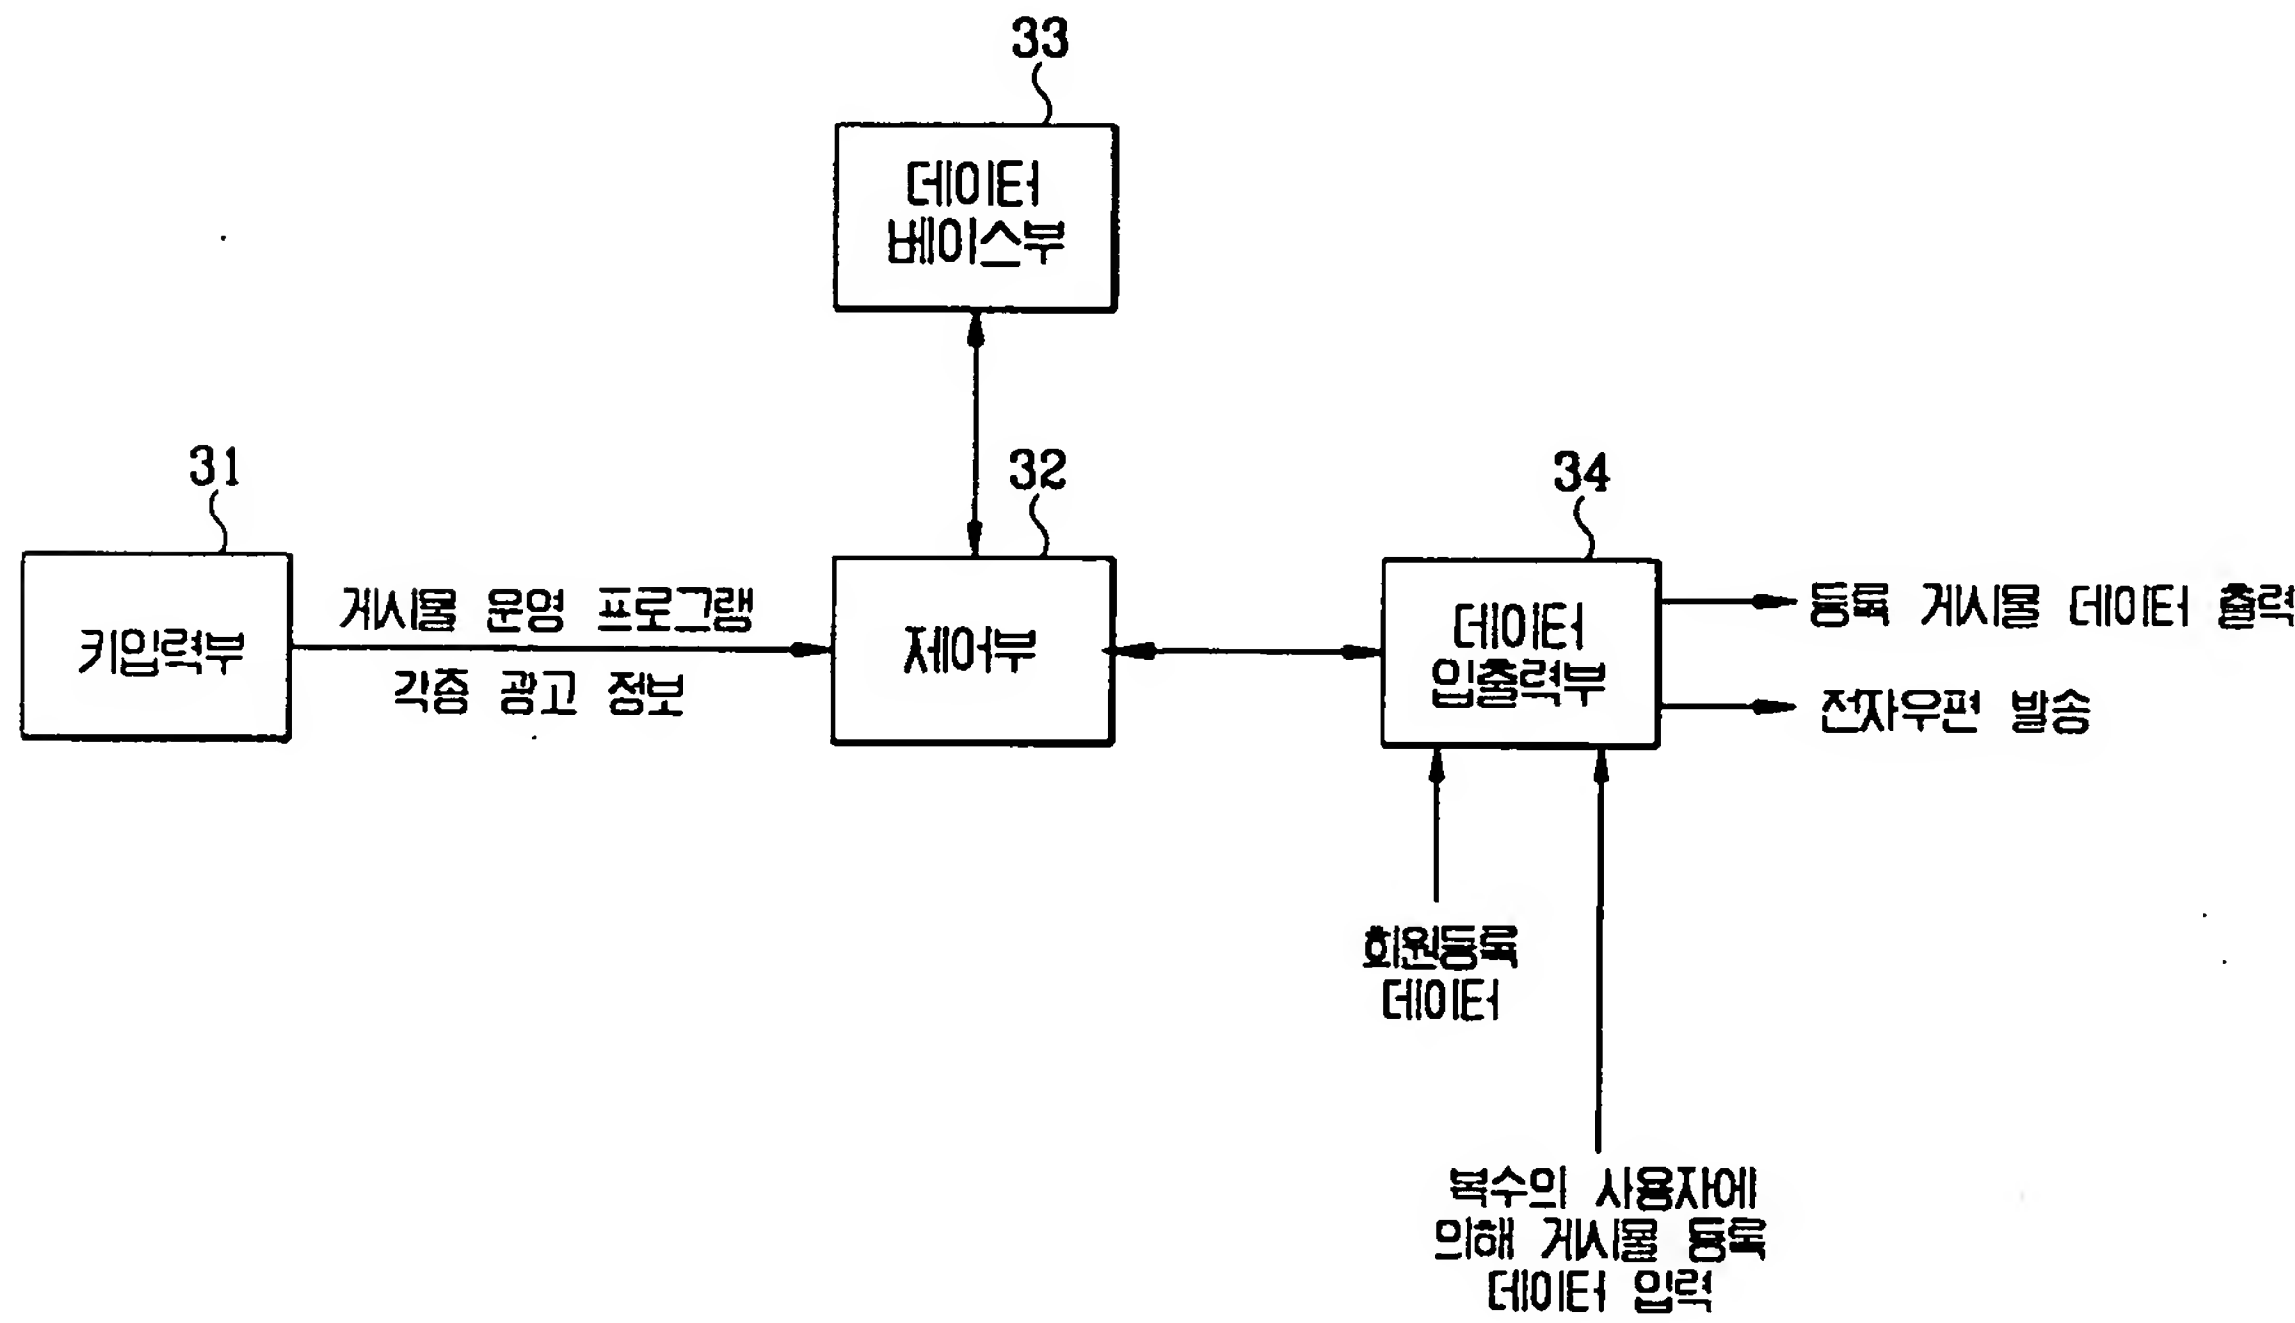 33
데이터
베이스부
31
32
34
키입력부
게시물 운영 프로그램
각종 광고 정보
제어부
데이터
입출력부
등록 게시물 데이터 출력
전자우편 발송
회원등록
데이터
복수의 사용자에
의해 게시물 등록
데이터 입력